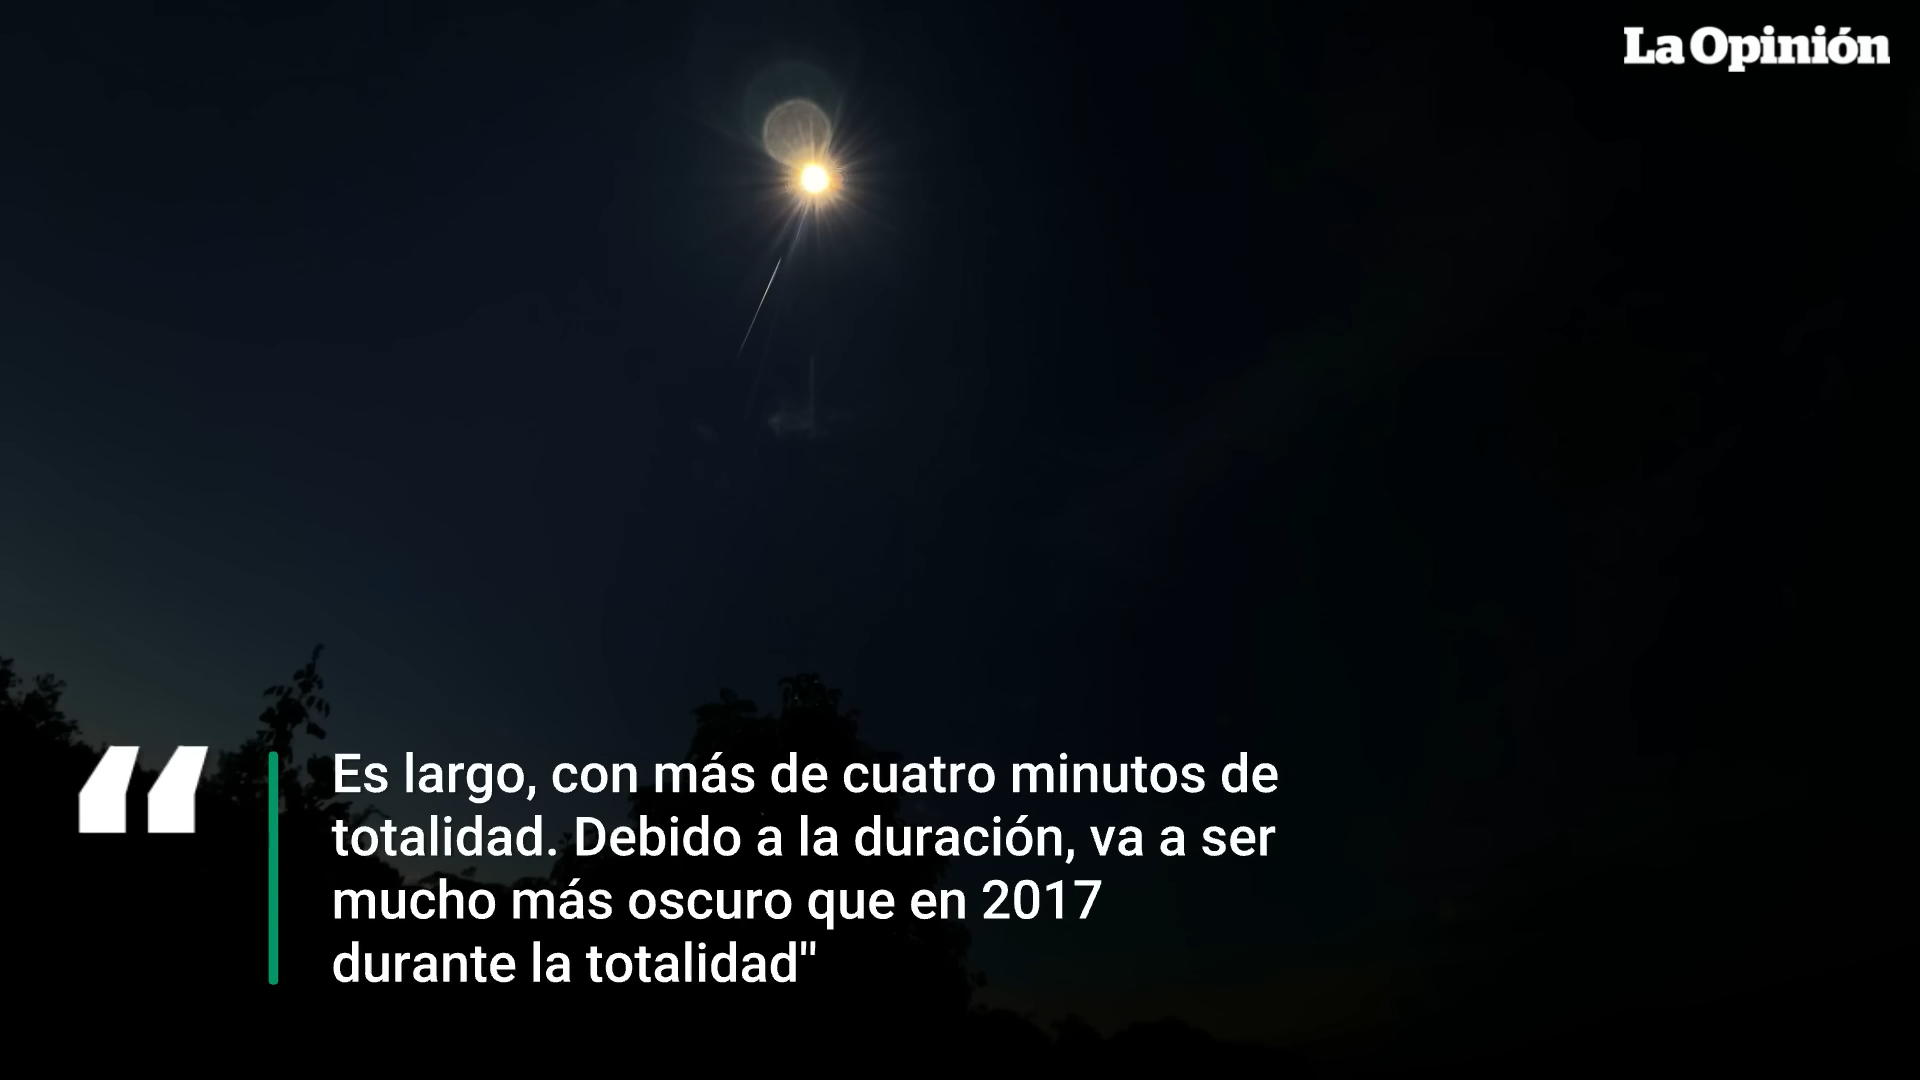 La Opinión
“
Es largo, con más de cuatro minutos de
totalidad. Debido a la duración, va a ser
mucho más oscuro que en 2017
durante la totalidad"